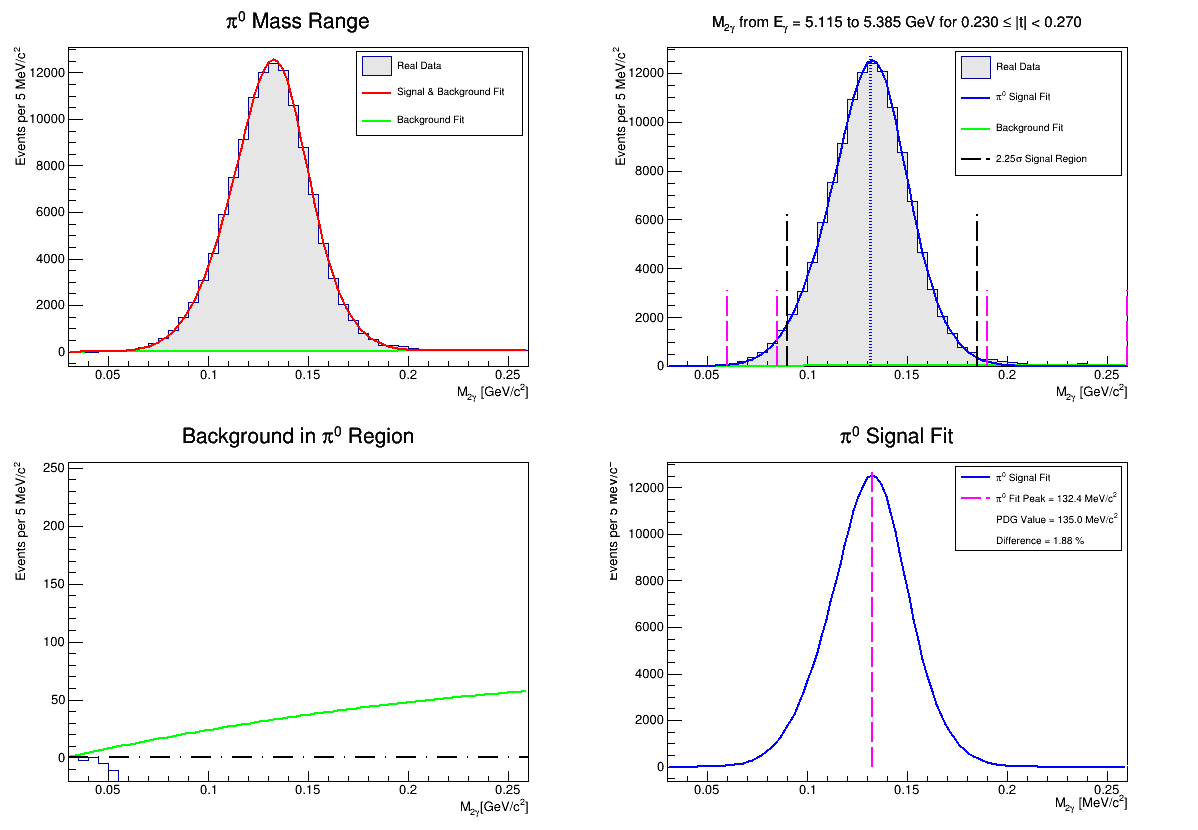 π⁰ Mass Range
Events per 5 MeV/c²
12000
10000
8000
6000
4000
2000
0
Real Data
Signal & Background Fit
Background Fit
0.05
0.1
0.15
0.2
0.25
M₂γ [GeV/c²]
M₂γ from Eγ = 5.115 to 5.385 GeV for 0.230 ≤ |t| < 0.270
Events per 5 MeV/c²
12000
10000
8000
6000
4000
2000
0
Real Data
π⁰ Signal Fit
Background Fit
2.25σ Signal Region
0.05
0.1
0.15
0.2
0.25
M₂γ [GeV/c²]
Background in π⁰ Region
Events per 5 MeV/c²
250
200
150
100
50
0
0.05
0.1
0.15
0.2
0.25
M₂γ[GeV/c²]
π⁰ Signal Fit
Events per 5 MeV/c²
12000
10000
8000
6000
4000
2000
0
π⁰ Signal Fit
π⁰ Fit Peak = 132.4 MeV/c²
PDG Value = 135.0 MeV/c²
Difference = 1.88 %
0.05
0.1
0.15
0.2
0.25
M₂γ [MeV/c²]